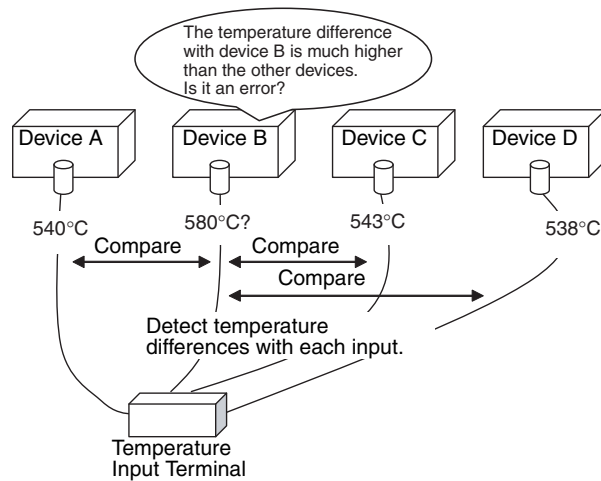 The temperature difference
with device B is much higher
than the other devices.
Is it an error?
Device A
Device B
Device C
Device D
540°C
580°C?
543°C
538°C
Compare
Compare
Compare
Detect temperature
differences with each input.
Temperature
Input Terminal